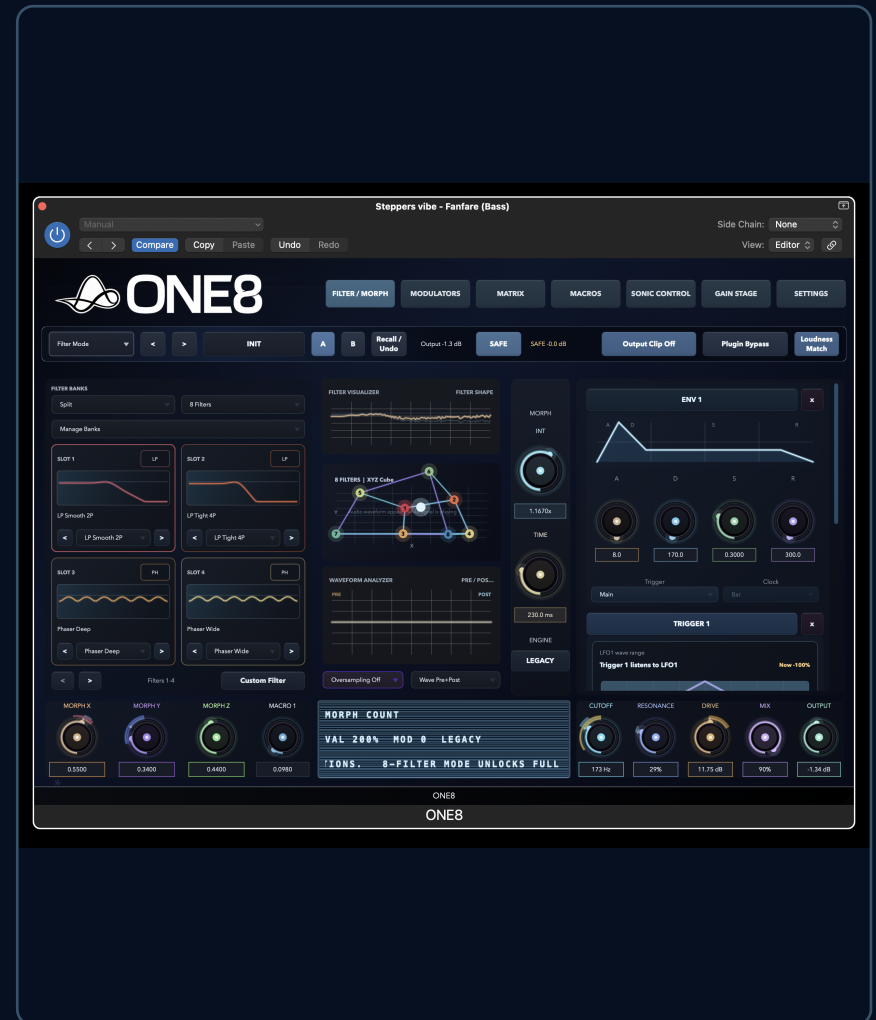 Steppers vibe - Fanfare (Bass)
Manual
Side Chain: None
< > Compare Copy Paste Undo Redo
View: Editor
ONE8
FILTER / MORPH MODULATORS MATRIX MACROS SONIC CONTROL GAIN STAGE SETTINGS
Filter Mode < > INIT A B Recall / Undo Output -1.3 dB SAFE SAFE -0.0 dB Output Clip Off Plugin Bypass Loudness Match
FILTER BANKS
Split 8 Filters
Manage Banks
SLOT 1 LP
LP Smooth 2P
< LP Smooth 2P >
SLOT 2 LP
LP Tight 4P
< LP Tight 4P >
SLOT 3 PH
Phaser Deep
< Phaser Deep >
SLOT 4 PH
Phaser Wide
< Phaser Wide >
< > Filters 1-4 Custom Filter
FILTER VISUALIZER FILTER SHAPE
8 FILTERS | XYZ Cube
6
5
2
Y
7
3
4
X
WAVEFORM ANALYZER PRE / POS...
PRE POST
Oversampling Off Wave Pre+Post
MORPH
INT
1.1670x
TIME
230.0 ms
ENGINE
LEGACY
ENV 1 x
A D S R
A D S R
8.0 170.0 0.3000 300.0
Trigger Clock
Main Bar
TRIGGER 1 x
LFO1 wave range
Trigger 1 listens to LFO1 Now -100%
MORPH X MORPH Y MORPH Z MACRO 1
0.5500 0.3400 0.4400 0.0980
MORPH COUNT
VAL 200% MOD 0 LEGACY
TIONS. 8-FILTER MODE UNLOCKS FULL
CUTOFF RESONANCE DRIVE MIX OUTPUT
173 Hz 29% 11.75 dB 90% -1.34 dB
ONE8
ONE8